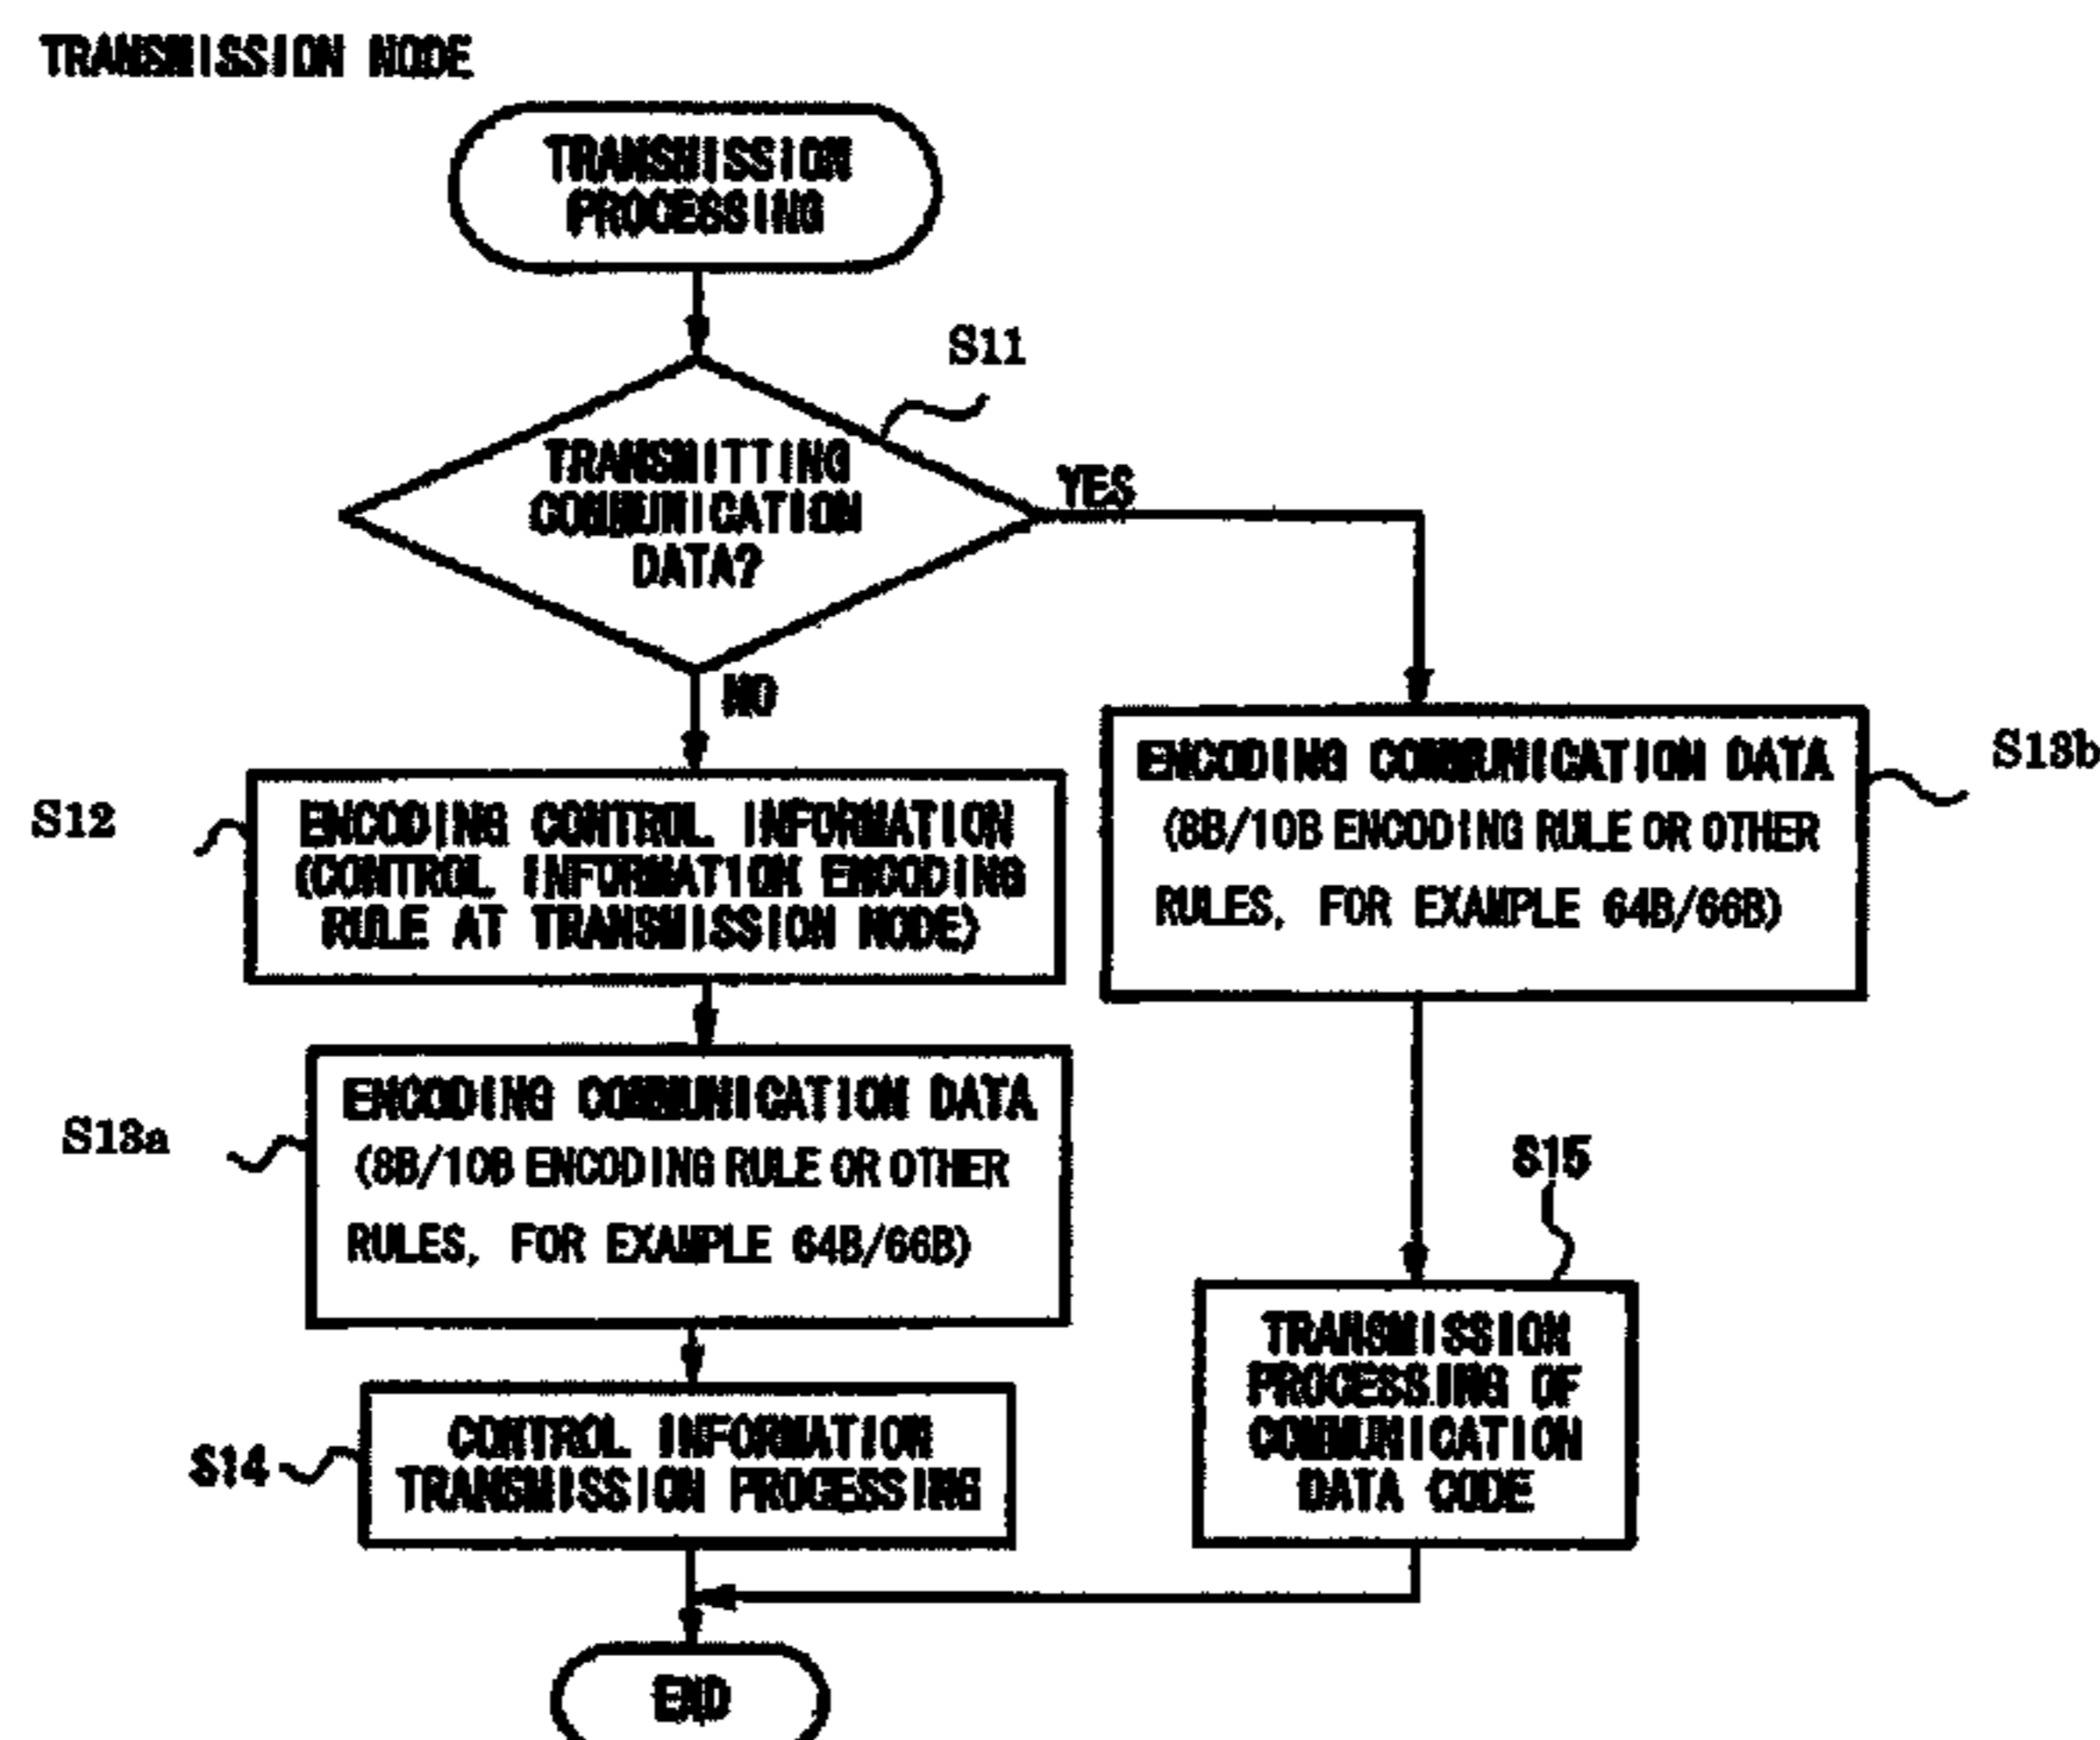 TRANSMISSION NODE
TRANSMISSION
PROCESSING
S11
TRANSMITTING
COMMUNICATION
DATA?
YES
NO
S12
ENCODING CONTROL INFORMATION
(CONTROL INFORMATION ENCODING
RULE AT TRANSMISSION NODE)
ENCODING COMMUNICATION DATA
(8B/10B ENCODING RULE OR OTHER
RULES, FOR EXAMPLE 64B/66B)
S13b
S13a
ENCODING COMMUNICATION DATA
(8B/10B ENCODING RULE OR OTHER
RULES, FOR EXAMPLE 64B/66B)
S15
TRANSMISSION
PROCESSING OF
COMMUNICATION
DATA CODE
S14
CONTROL INFORMATION
TRANSMISSION PROCESSING
END